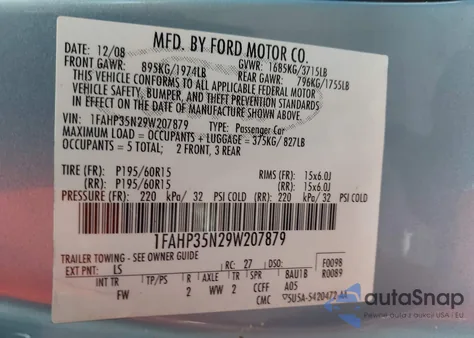 MFD. BY FORD MOTOR CO.
DATE: 12/08 GVWR: 1685KG/3715LB
FRONT GAWR: 895KG/1974LB REAR GAWR: 796KG/1755LB
THIS VEHICLE CONFORMS TO ALL APPLICABLE FEDERAL MOTOR
VEHICLE SAFETY, BUMPER, AND THEFT PREVENTION STANDARDS
IN EFFECT ON THE DATE OF MANUFACTURE SHOWN ABOVE.
VIN: 1FAHP35N29W207879 TYPE: Passenger Car
MAXIMUM LOAD = OCCUPANTS + LUGGAGE = 375KG/ 827LB
OCCUPANTS = 5 TOTAL; 2 FRONT, 3 REAR
TIRE (FR): P195/60R15 RIMS (FR): 15x6.0J
(RR): P195/60R15 (RR): 15x6.0J
PRESSURE (FR): 220 kPa/ 32 PSI COLD (RR): 220 kPa/ 32 PSI COLD
1FAHP35N29W207879
TRAILER TOWING - SEE OWNER GUIDE F0098
EXT PNT: LS RC: 27 DSO: R0089
INT TR TP/PS R AXLE TR SPR BAU1B
FW 2 WW 2 CCFF A05
CMC
autoSnap